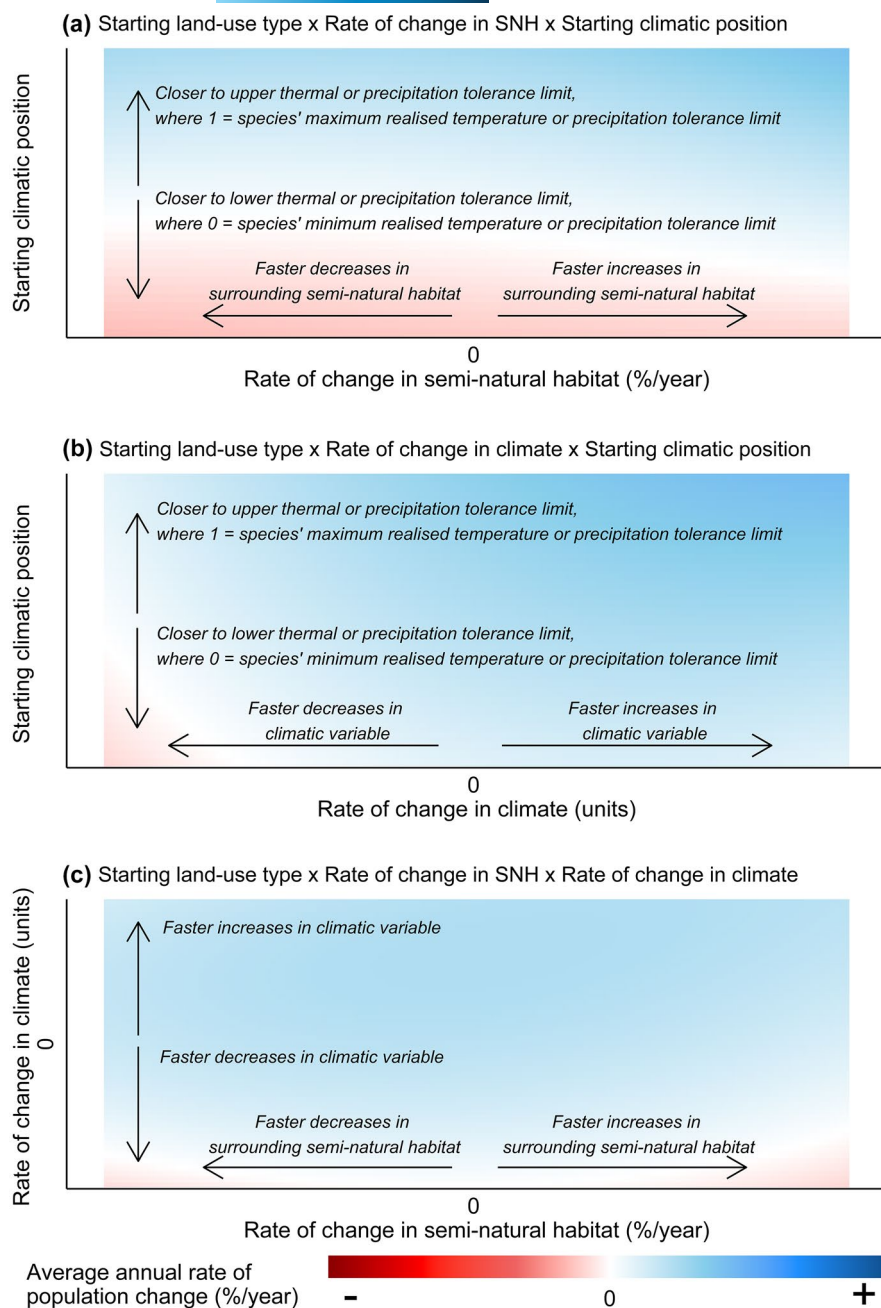 (a) Starting land-use type x Rate of change in SNH x Starting climatic position
Starting climatic position
Closer to upper thermal or precipitation tolerance limit,
where 1 = species' maximum realised temperature or precipitation tolerance limit
Closer to lower thermal or precipitation tolerance limit,
where 0 = species' minimum realised temperature or precipitation tolerance limit
Faster decreases in
surrounding semi-natural habitat
Faster increases in
surrounding semi-natural habitat
0
Rate of change in semi-natural habitat (%/year)
(b) Starting land-use type x Rate of change in climate x Starting climatic position
Starting climatic position
Closer to upper thermal or precipitation tolerance limit,
where 1 = species' maximum realised temperature or precipitation tolerance limit
Closer to lower thermal or precipitation tolerance limit,
where 0 = species' minimum realised temperature or precipitation tolerance limit
Faster decreases in
climatic variable
Faster increases in
climatic variable
0
Rate of change in climate (units)
(c) Starting land-use type x Rate of change in SNH x Rate of change in climate
Rate of change in climate (units)
0
Faster increases in climatic variable
Faster decreases in climatic variable
Faster decreases in
surrounding semi-natural habitat
Faster increases in
surrounding semi-natural habitat
0
Rate of change in semi-natural habitat (%/year)
Average annual rate of
population change (%/year)
- 0 +